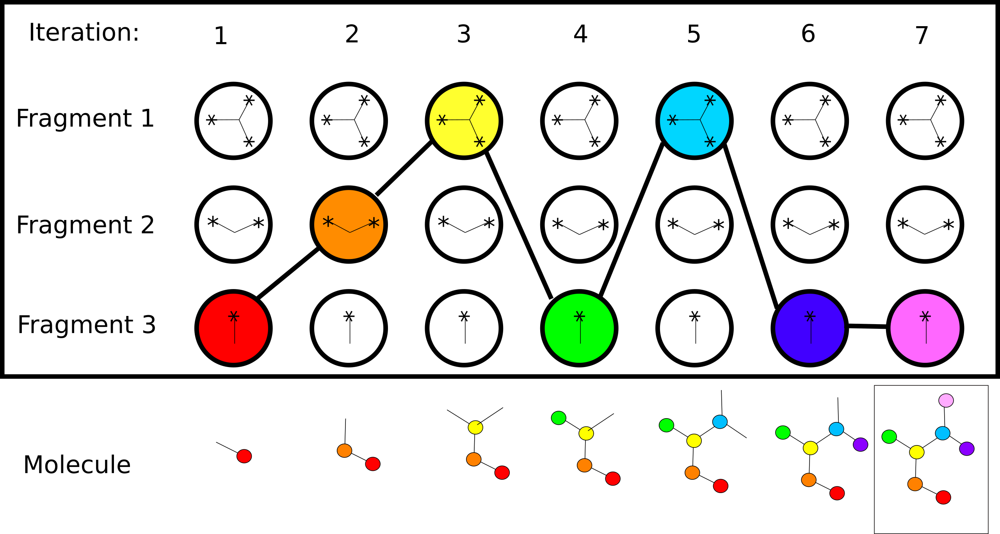 Iteration: 1 2 3 4 5 6 7
Fragment 1 * * * * * * * * * * * * * * * * * * * * *
Fragment 2 * * * * * * * * * * * * * *
Fragment 3 * * * * * * *
Molecule